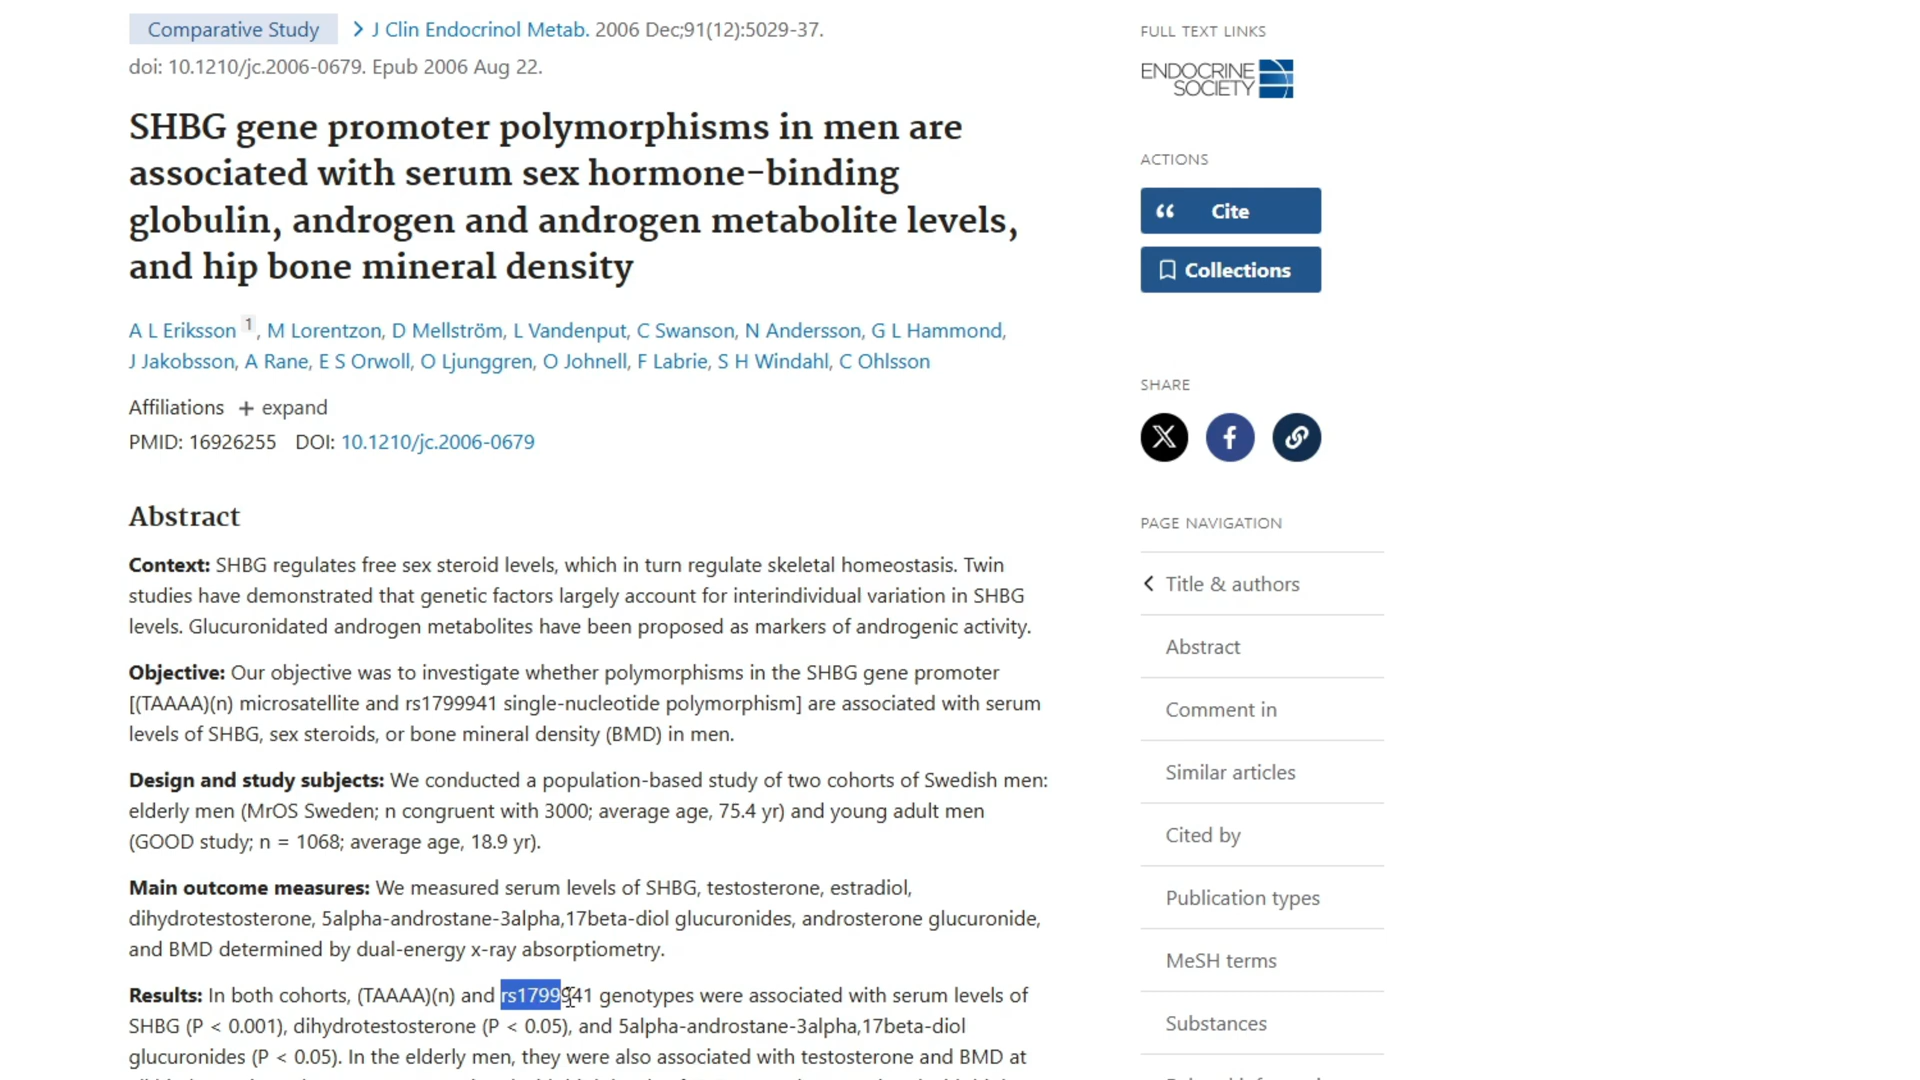 Comparative Study > J Clin Endocrinol Metab. 2006 Dec;91(12):5029-37.
doi: 10.1210/jc.2006-0679. Epub 2006 Aug 22.
SHBG gene promoter polymorphisms in men are
associated with serum sex hormone-binding
globulin, androgen and androgen metabolite levels,
and hip bone mineral density
A L Eriksson 1, M Lorentzon, D Mellström, L Vandenput, C Swanson, N Andersson, G L Hammond,
J Jakobsson, A Rane, E S Orwoll, O Ljunggren, O Johnell, F Labrie, S H Windahl, C Ohlsson
Affiliations + expand
PMID: 16926255 DOI: 10.1210/jc.2006-0679
Abstract
Context: SHBG regulates free sex steroid levels, which in turn regulate skeletal homeostasis. Twin
studies have demonstrated that genetic factors largely account for interindividual variation in SHBG
levels. Glucuronidated androgen metabolites have been proposed as markers of androgenic activity.
Objective: Our objective was to investigate whether polymorphisms in the SHBG gene promoter
[(TAAAA)(n) microsatellite and rs1799941 single-nucleotide polymorphism] are associated with serum
levels of SHBG, sex steroids, or bone mineral density (BMD) in men.
Design and study subjects: We conducted a population-based study of two cohorts of Swedish men:
elderly men (MrOS Sweden; n congruent with 3000; average age, 75.4 yr) and young adult men
(GOOD study; n = 1068; average age, 18.9 yr).
Main outcome measures: We measured serum levels of SHBG, testosterone, estradiol,
dihydrotestosterone, 5alpha-androstane-3alpha,17beta-diol glucuronides, androsterone glucuronide,
and BMD determined by dual-energy x-ray absorptiometry.
Results: In both cohorts, (TAAAA)(n) and rs1799941 genotypes were associated with serum levels of
SHBG (P < 0.001), dihydrotestosterone (P < 0.05), and 5alpha-androstane-3alpha,17beta-diol
glucuronides (P < 0.05). In the elderly men, they were also associated with testosterone and BMD at
FULL TEXT LINKS
ENDOCRINE
SOCIETY
ACTIONS
Cite
Collections
SHARE
PAGE NAVIGATION
Title & authors
Abstract
Comment in
Similar articles
Cited by
Publication types
MeSH terms
Substances